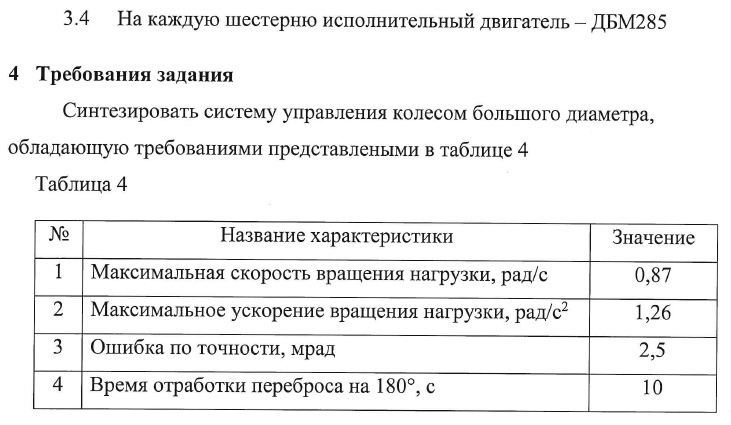 3.4 На каждую шестерню исполнительный двигатель – ДБМ285
4 Требования задания
Синтезировать систему управления колесом большого диаметра,
обладающую требованиями представлеными в таблице 4
Таблица 4
№ Название характеристики Значение
1 Максимальная скорость вращения нагрузки, рад/с 0,87
2 Максимальное ускорение вращения нагрузки, рад/с² 1,26
3 Ошибка по точности, мрад 2,5
4 Время отработки переброса на 180°, с 10